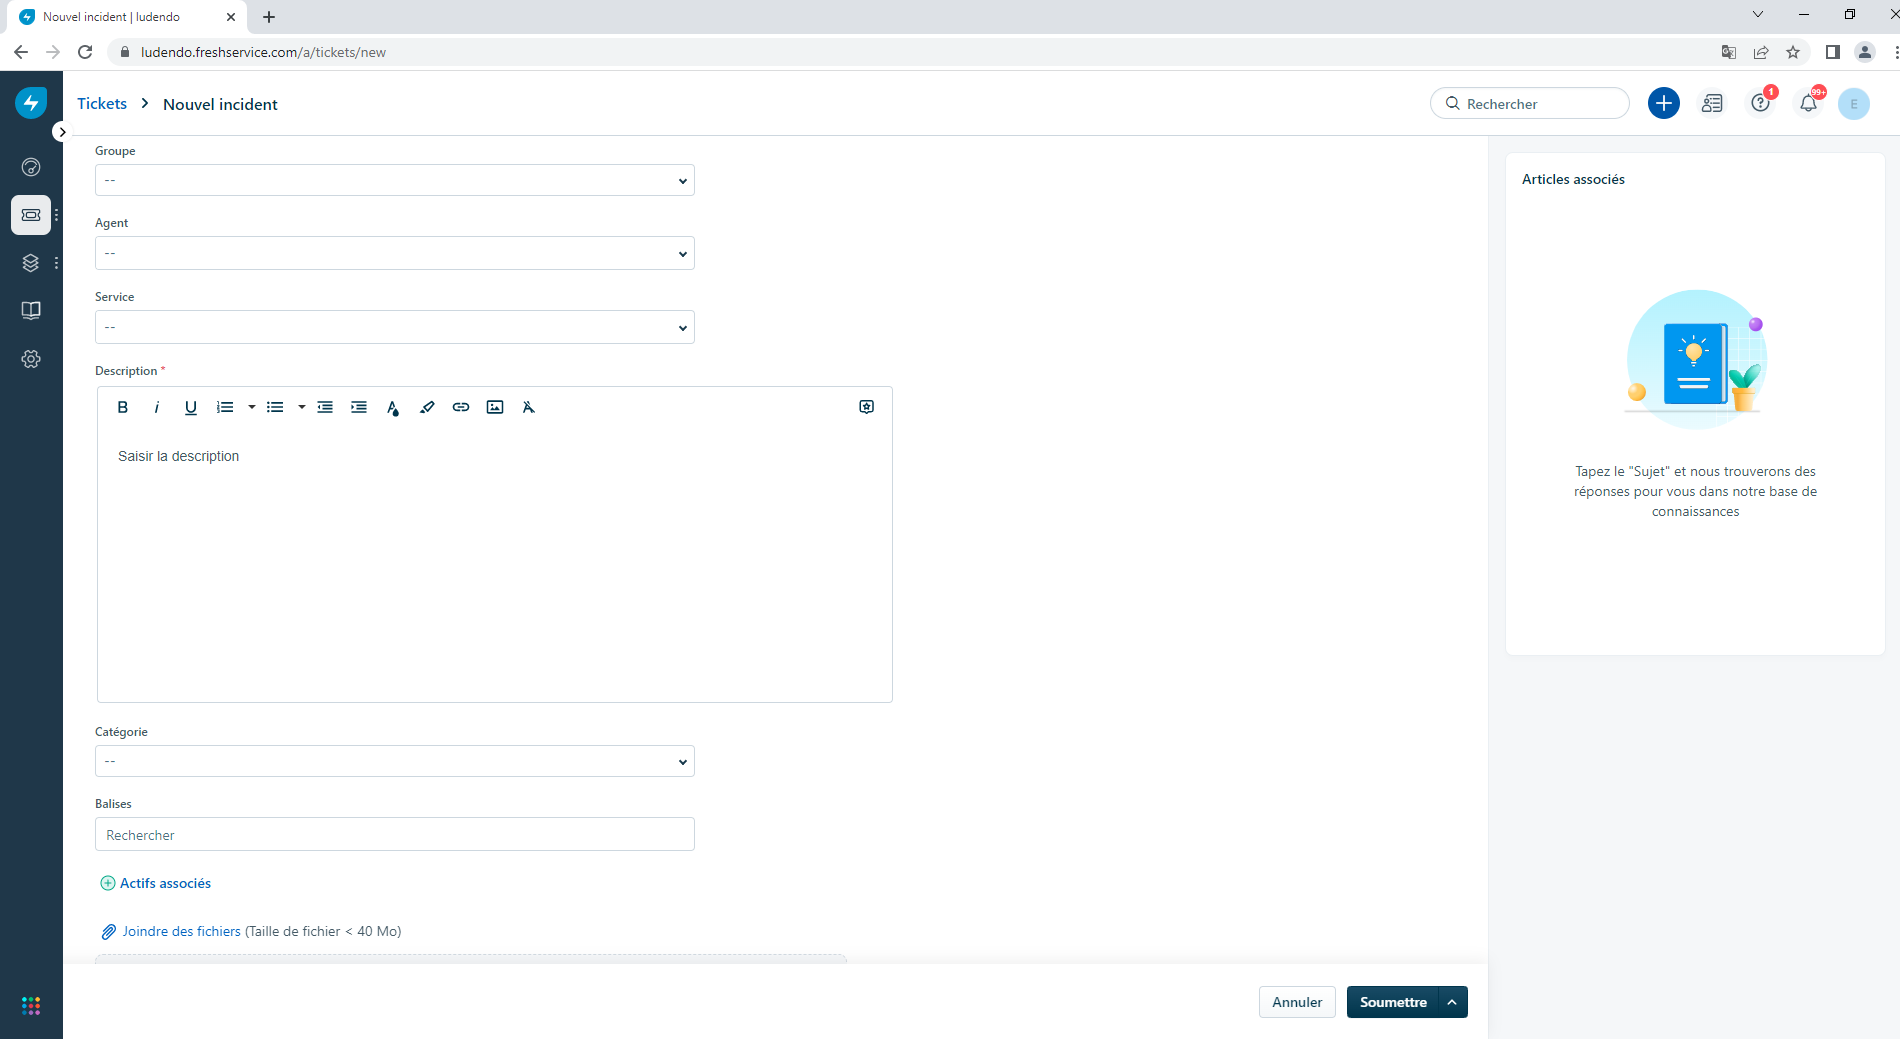 Nouvel incident | ludendo
ludendo.freshservice.com/a/tickets/new
Tickets > Nouvel incident
Rechercher
1
99+
E
Groupe
--
Agent
--
Service
--
Description *
B i U
Saisir la description
Catégorie
--
Balises
Rechercher
Actifs associés
Joindre des fichiers (Taille de fichier < 40 Mo)
Annuler
Soumettre
Articles associés
Tapez le "Sujet" et nous trouverons des
réponses pour vous dans notre base de
connaissances